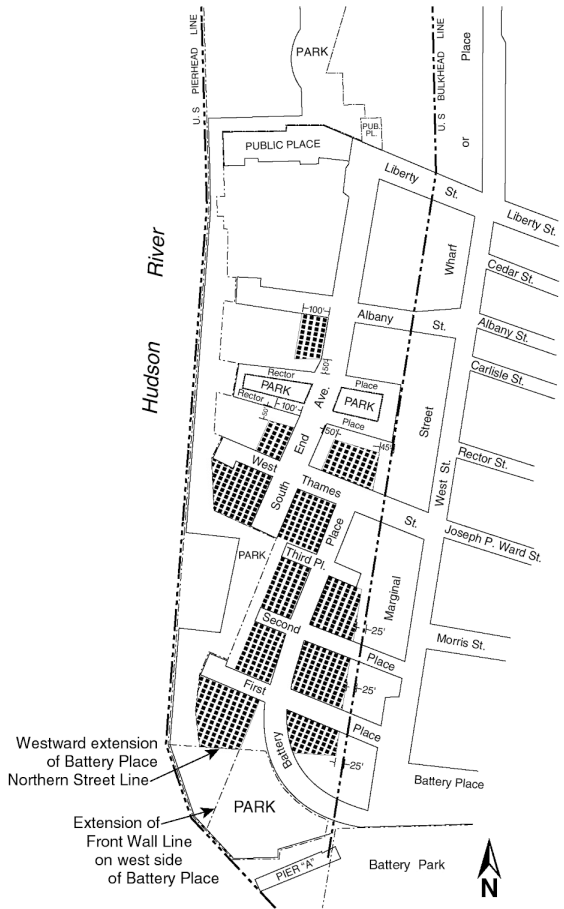 U.S PIERHEAD LINE
PARK
U.S BULKHEAD LINE
Place
or
Wharf
Street
Marginal
PUB.
PL.
PUBLIC PLACE
Liberty
St.
Liberty St.
Cedar St.
Hudson River
100'
Albany
St.
Albany St.
50'
Carlisle St.
Rector
Place
PARK
PARK
Rector
100'
50'
Place
Ave.
End
South
50'
45'
Rector St.
West
Thames
St.
West St.
Joseph P. Ward St.
Place
PARK
Third Pl.
Second
Place
25'
Morris St.
First
Place
25'
Battery
25'
Battery Place
Westward extension
of Battery Place
Northern Street Line
PARK
Extension of
Front Wall Line
on west side
of Battery Place
PIER "A"
Battery Park
N